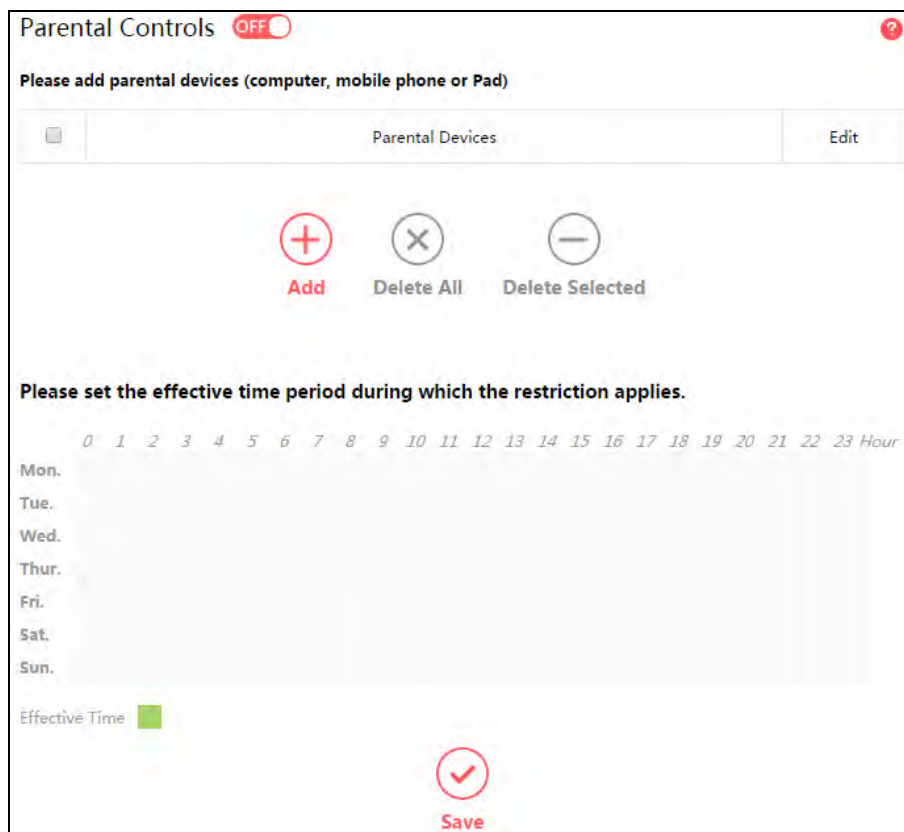 Parental Controls OFF ?
Please add parental devices (computer, mobile phone or Pad)
Parental Devices Edit
Add Delete All Delete Selected
Please set the effective time period during which the restriction applies.
0 1 2 3 4 5 6 7 8 9 10 11 12 13 14 15 16 17 18 19 20 21 22 23 Hour
Mon.
Tue.
Wed.
Thur.
Fri.
Sat.
Sun.
Effective Time
Save